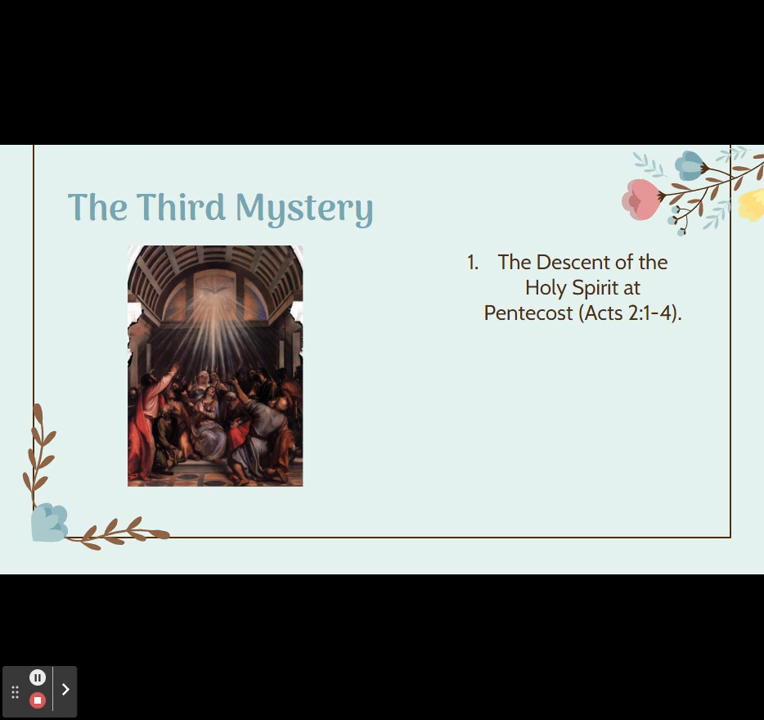 The Third Mystery
1. The Descent of the
Holy Spirit at
Pentecost (Acts 2:1-4).